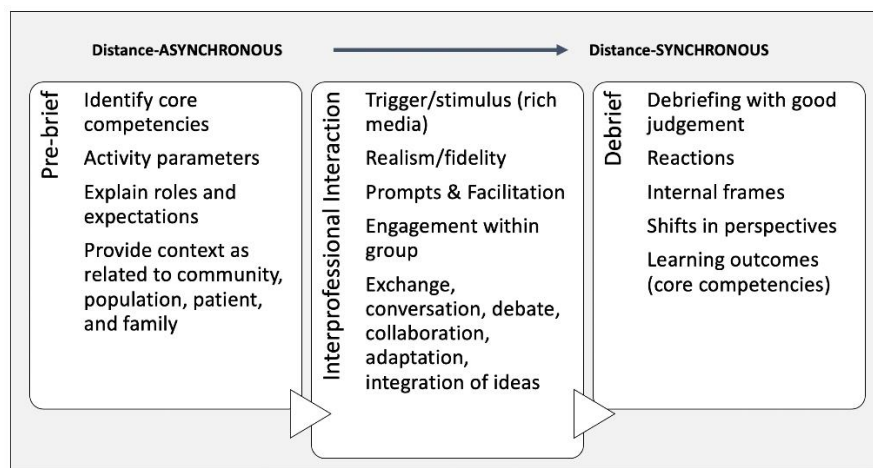 Distance-ASYNCHRONOUS
Distance-SYNCHRONOUS
Pre-brief
Identify core
competencies
Activity parameters
Explain roles and
expectations
Provide context as
related to community,
population, patient,
and family
Interprofessional Interaction
Trigger/stimulus (rich
media)
Realism/fidelity
Prompts & Facilitation
Engagement within
group
Exchange,
conversation, debate,
collaboration,
adaptation,
integration of ideas
Debrief
Debriefing with good
judgement
Reactions
Internal frames
Shifts in perspectives
Learning outcomes
(core competencies)